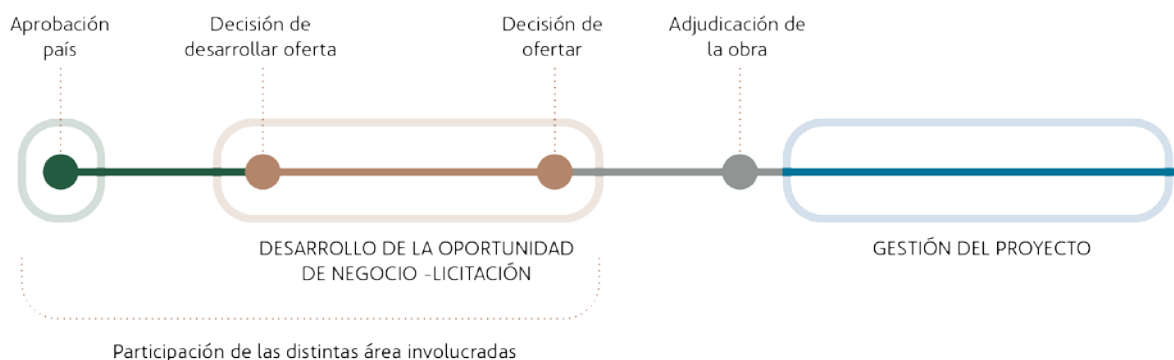 Aprobación
país
Decisión de
desarrollar oferta
Decisión de
ofertar
Adjudicación de
la obra
DESARROLLO DE LA OPORTUNIDAD
DE NEGOCIO -LICITACIÓN
GESTIÓN DEL PROYECTO
Participación de las distintas área involucradas